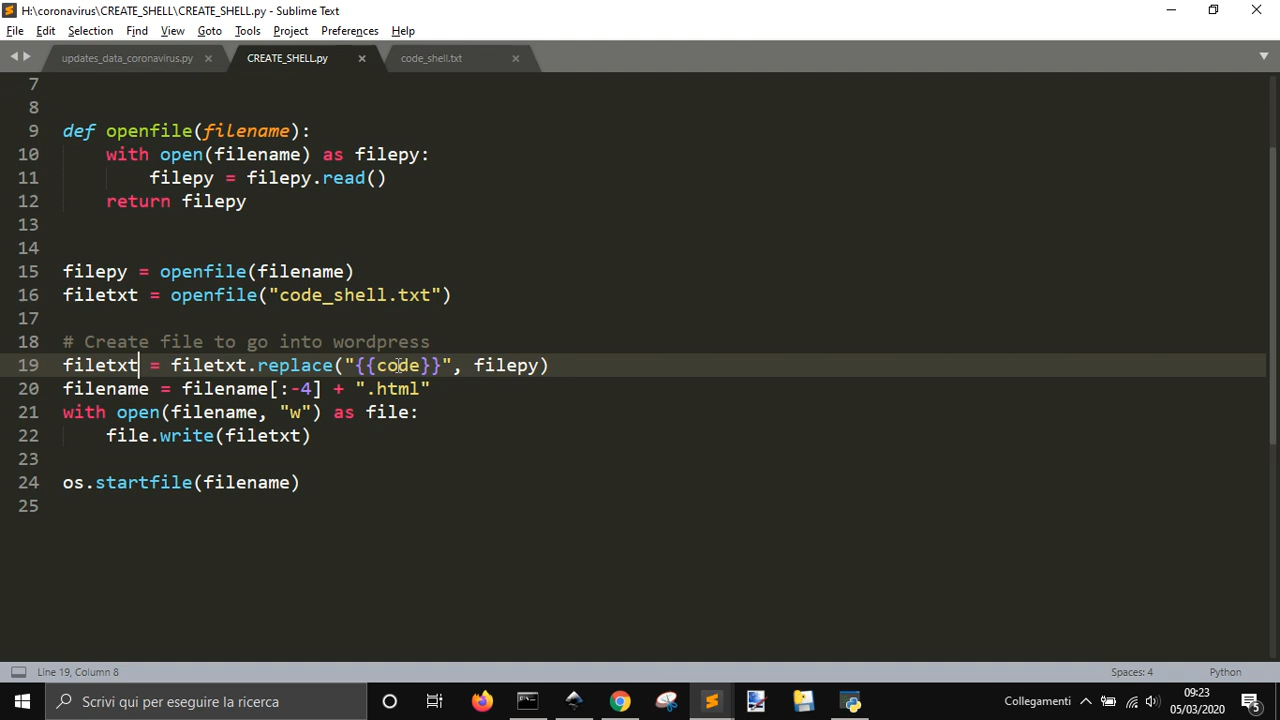 H:\coronavirus\CREATE_SHELL\CREATE_SHELL.py - Sublime Text
File Edit Selection Find View Goto Tools Project Preferences Help
updates_data_coronavirus.py CREATE_SHELL.py code_shell.txt
7
8
9 def openfile(filename):
10 with open(filename) as filepy:
11 filepy = filepy.read()
12 return filepy
13
14
15 filepy = openfile(filename)
16 filetxt = openfile("code_shell.txt")
17
18 # Create file to go into wordpress
19 filetxt = filetxt.replace("{{code}}", filepy)
20 filename = filename[:-4] + ".html"
21 with open(filename, "w") as file:
22 file.write(filetxt)
23
24 os.startfile(filename)
25
Line 19, Column 8 Spaces: 4 Python
Scrivi qui per eseguire la ricerca Collegamenti 09:23
05/03/2020 5